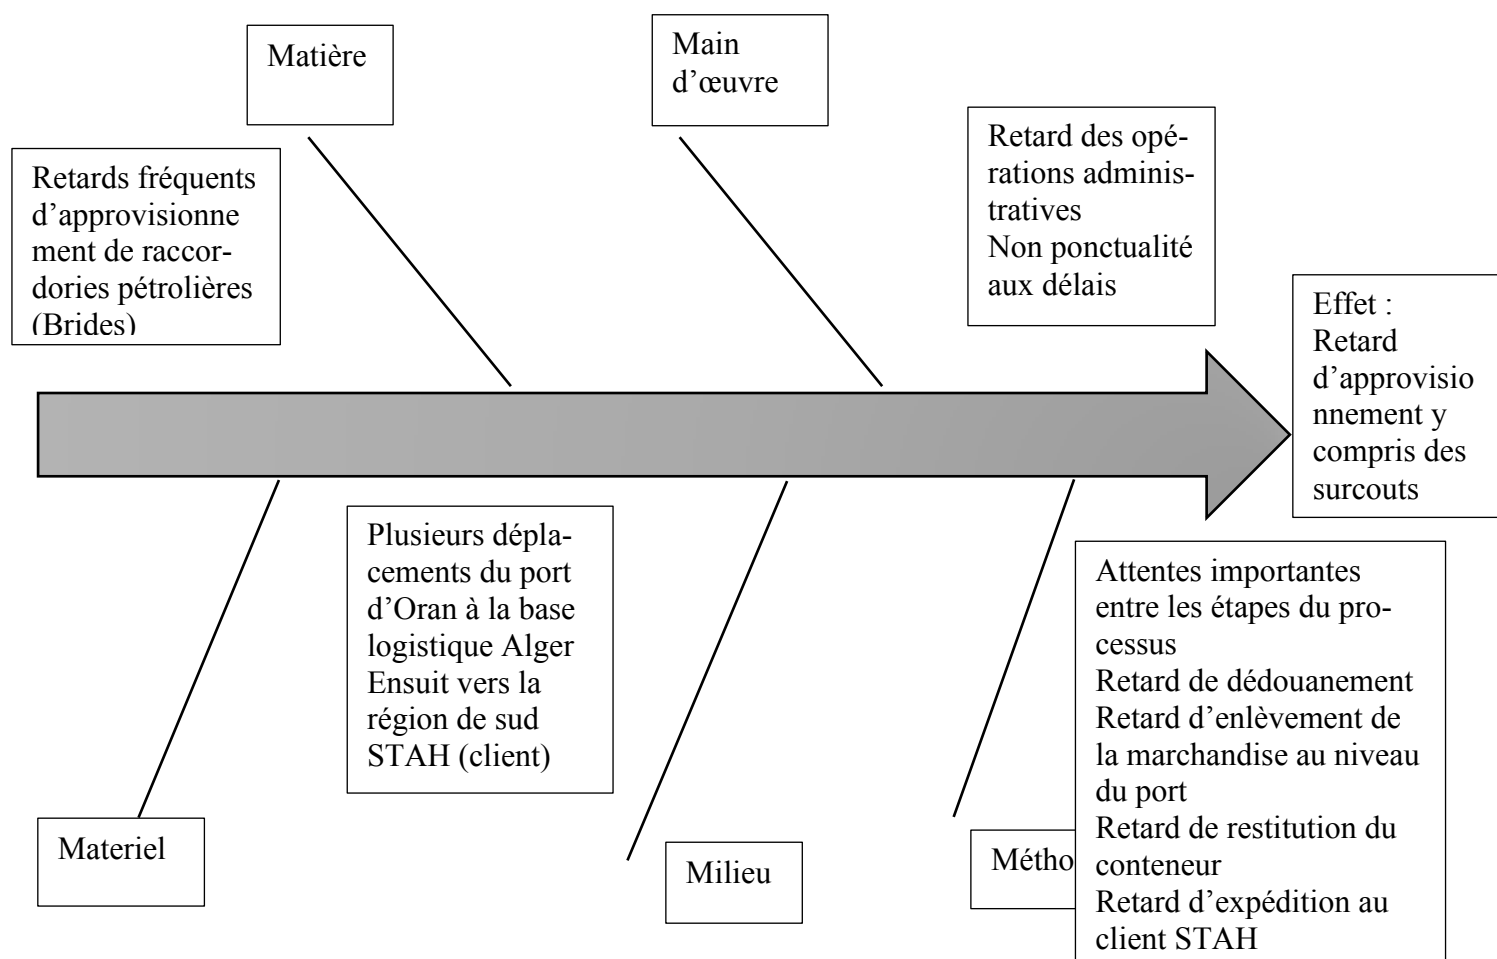 Matière
Main
d’œuvre
Retards fréquents
d’approvisionne
ment de raccor-
dories pétrolières
(Brides)
Retard des opé-
rations adminis-
tratives
Non ponctualité
aux délais
Effet :
Retard
d’approvisio
nnement y
compris des
surcouts
Plusieurs dépla-
cements du port
d’Oran à la base
logistique Alger
Ensuit vers la
région de sud
STAH (client)
Attentes importantes
entre les étapes du pro-
cessus
Retard de dédouanement
Retard d’enlèvement de
la marchandise au niveau
du port
Retard de restitution du
conteneur
Retard d’expédition au
client STAH
Materiel
Milieu
Métho